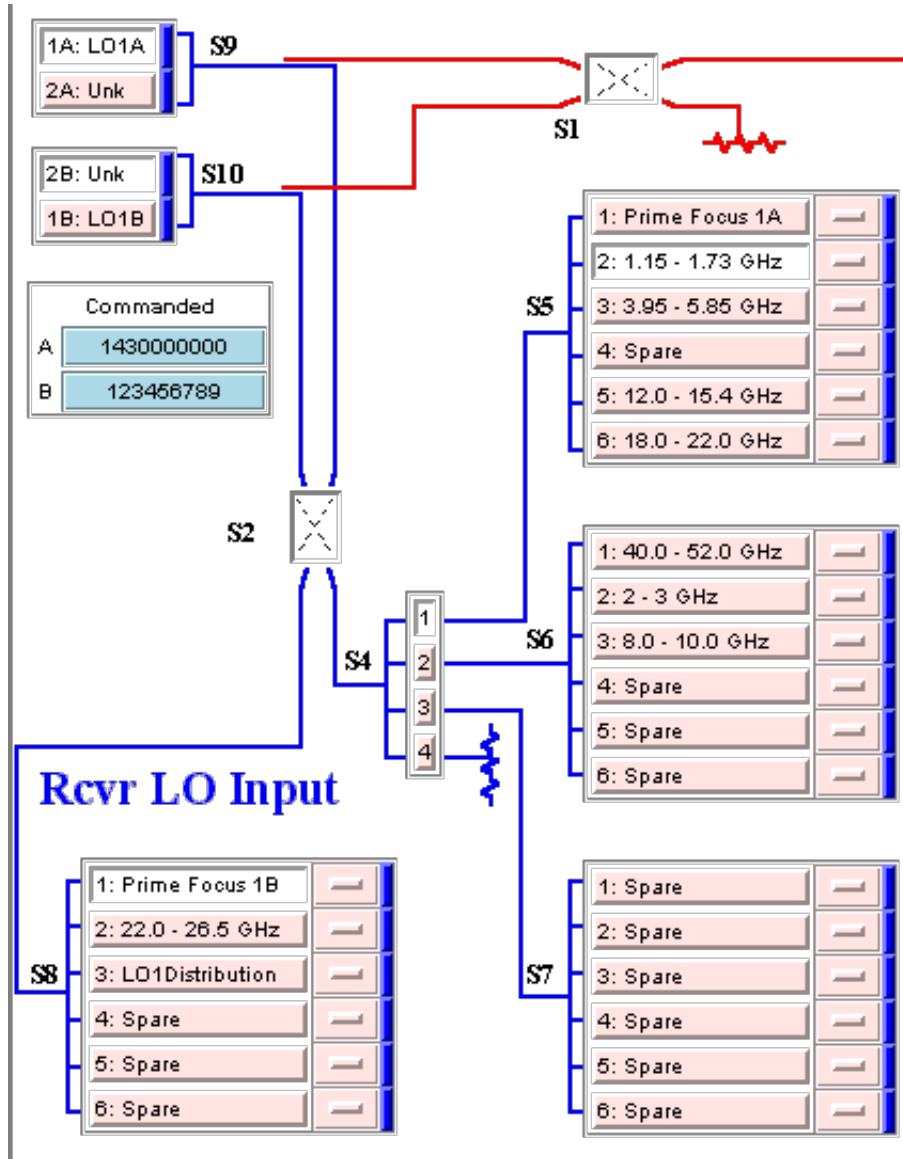 1A: LO1A
S9
2A: Unk
S1
2B: Unk
S10
1B: LO1B
Commanded
A 1430000000
B 123456789
S5
1: Prime Focus 1A
2: 1.15 - 1.73 GHz
3: 3.95 - 5.85 GHz
4: Spare
5: 12.0 - 15.4 GHz
6: 18.0 - 22.0 GHz
S2
S4
1
2
3
4
S6
1: 40.0 - 52.0 GHz
2: 2 - 3 GHz
3: 8.0 - 10.0 GHz
4: Spare
5: Spare
6: Spare
Rcvr LO Input
S8
1: Prime Focus 1B
2: 22.0 - 26.5 GHz
3: LO1Distribution
4: Spare
5: Spare
6: Spare
S7
1: Spare
2: Spare
3: Spare
4: Spare
5: Spare
6: Spare